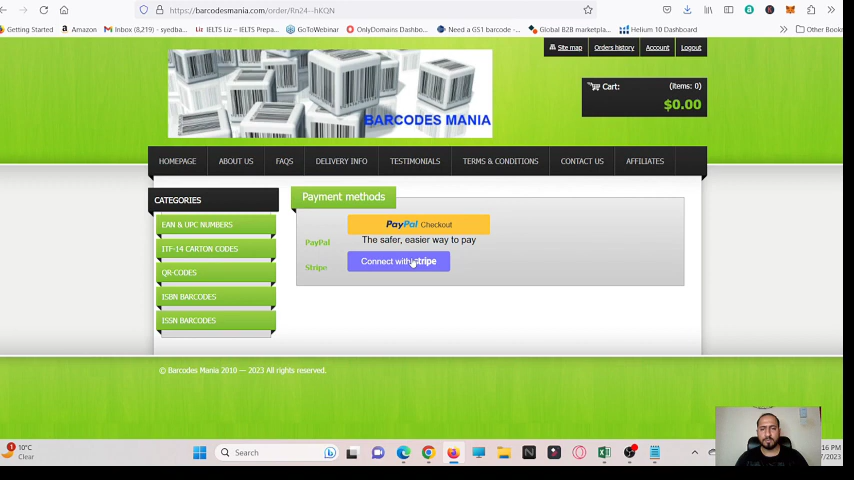 https://barcodesmania.com/order/Rn24--hKQN
Getting Started Amazon Inbox (8,219) - syedba... IELTS Liz – IELTS Prepa... GoToWebinar OnlyDomains Dashbo... Need a GS1 barcode -... Global B2B marketplac... Helium 10 Dashboard Other Books
Site map Orders history Account Logout
BARCODES MANIA
Cart: (items: 0)
$0.00
HOMEPAGE ABOUT US FAQS DELIVERY INFO TESTIMONIALS TERMS & CONDITIONS CONTACT US AFFILIATES
CATEGORIES
EAN & UPC NUMBERS
ITF-14 CARTON CODES
QR-CODES
ISBN BARCODES
ISSN BARCODES
Payment methods
PayPal Checkout
The safer, easier way to pay
PayPal
Connect with stripe
Stripe
© Barcodes Mania 2010 — 2023 All rights reserved.
10°C
Clear
Search